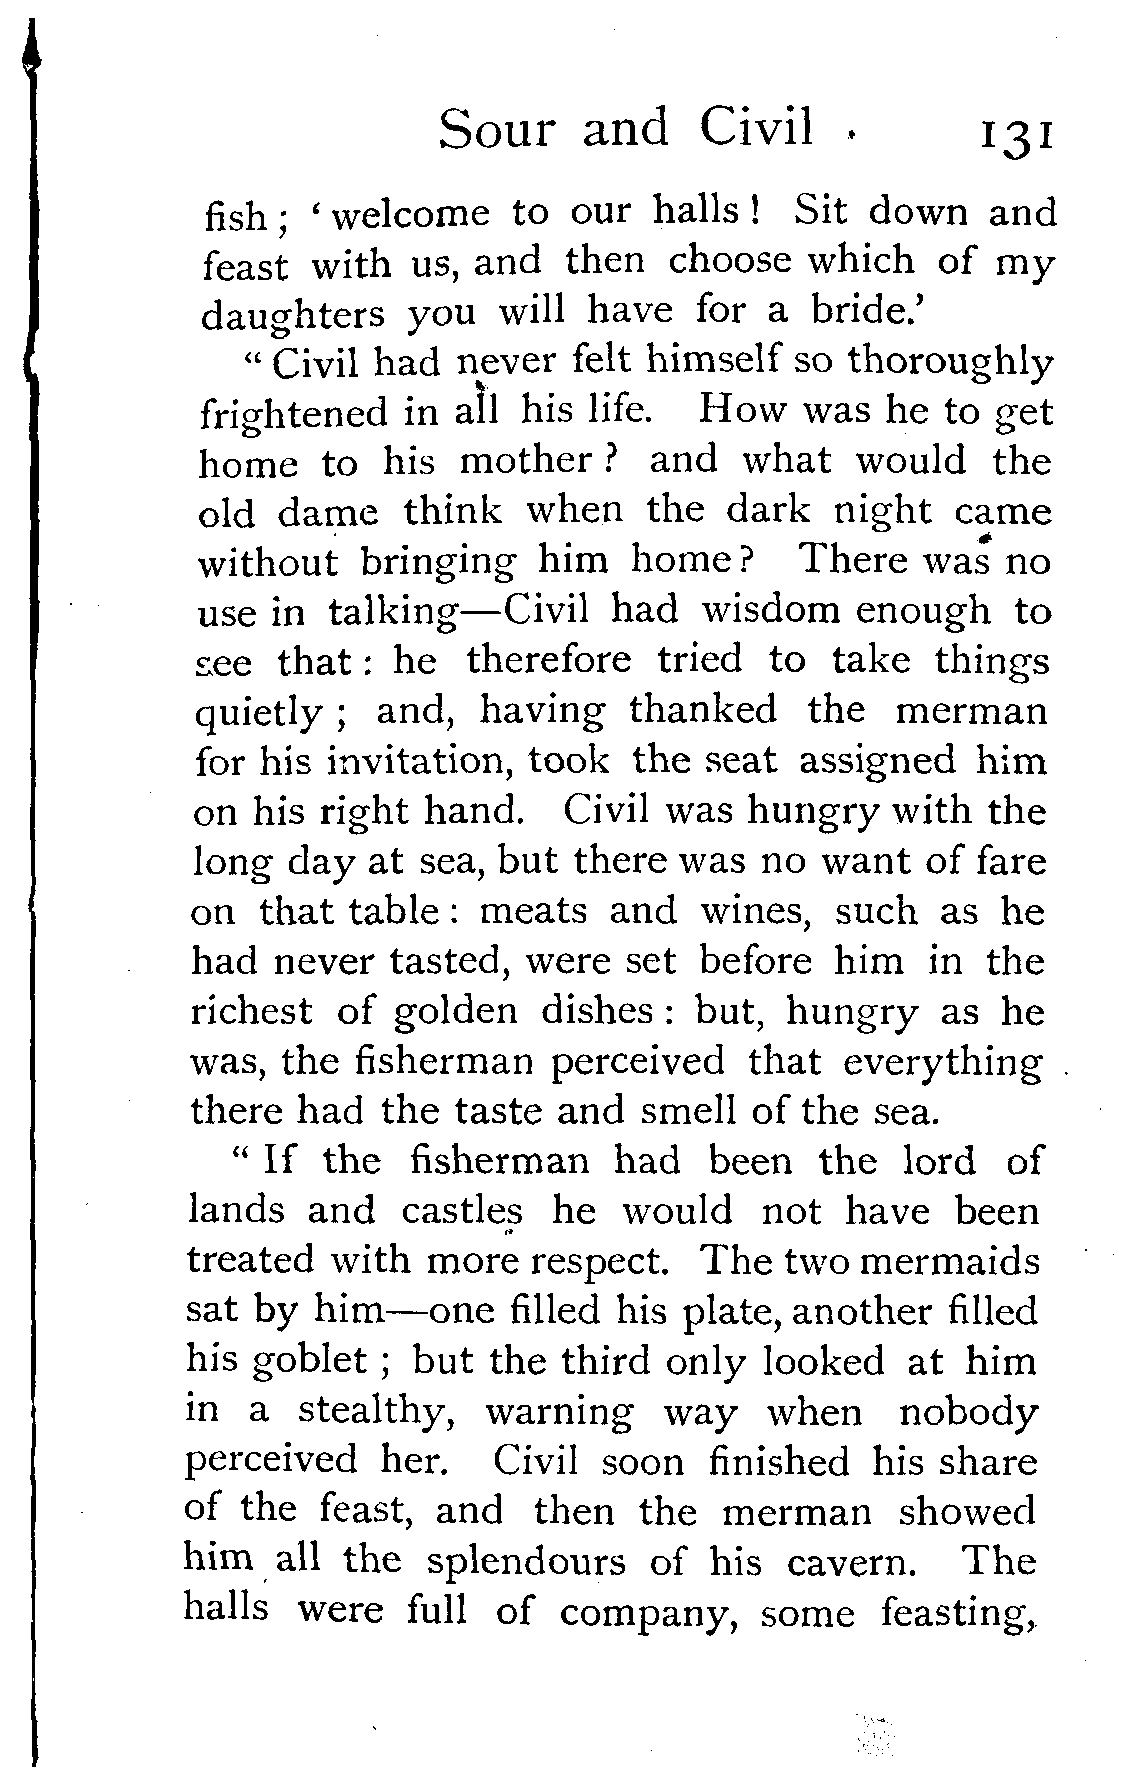 Sour and Civil 131
fish ; ‘ welcome to our halls ! Sit down and
feast with us, and then choose which of my
daughters you will have for a bride.’
“ Civil had never felt himself so thoroughly
frightened in all his life. How was he to get
home to his mother ? and what would the
old dame think when the dark night came
without bringing him home ? There was no
use in talking—Civil had wisdom enough to
see that : he therefore tried to take things
quietly ; and, having thanked the merman
for his invitation, took the seat assigned him
on his right hand. Civil was hungry with the
long day at sea, but there was no want of fare
on that table : meats and wines, such as he
had never tasted, were set before him in the
richest of golden dishes : but, hungry as he
was, the fisherman perceived that everything
there had the taste and smell of the sea.
“ If the fisherman had been the lord of
lands and castles he would not have been
treated with more respect. The two mermaids
sat by him—one filled his plate, another filled
his goblet ; but the third only looked at him
in a stealthy, warning way when nobody
perceived her. Civil soon finished his share
of the feast, and then the merman showed
him all the splendours of his cavern. The
halls were full of company, some feasting,